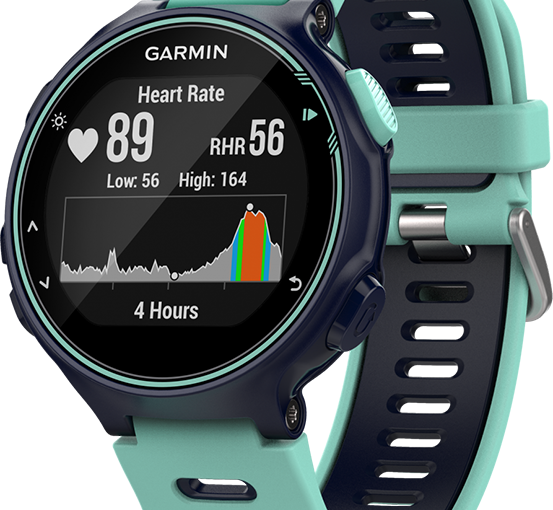 GARMIN
Heart Rate
89 RHR 56
Low: 56 High: 164
4 Hours